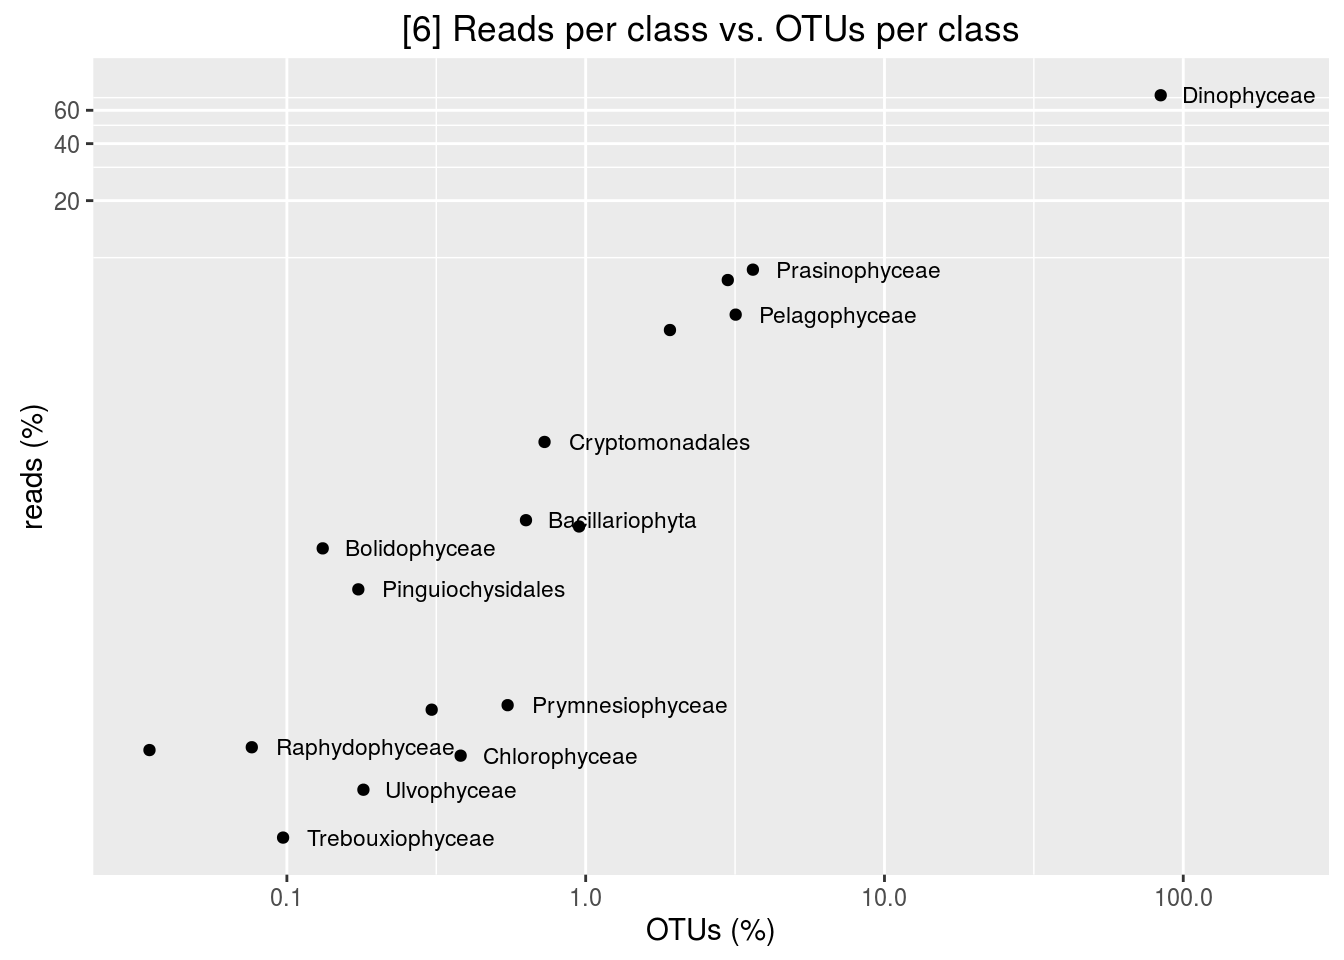 [6] Reads per class vs. OTUs per class
60
40
20
reads (%)
Dinophyceae
Prasinophyceae
Pelagophyceae
Cryptomonadales
Bacillariophyta
Bolidophyceae
Pinguiochysidales
Prymnesiophyceae
Raphydophyceae
Chlorophyceae
Ulvophyceae
Trebouxiophyceae
0.1 1.0 10.0 100.0
OTUs (%)